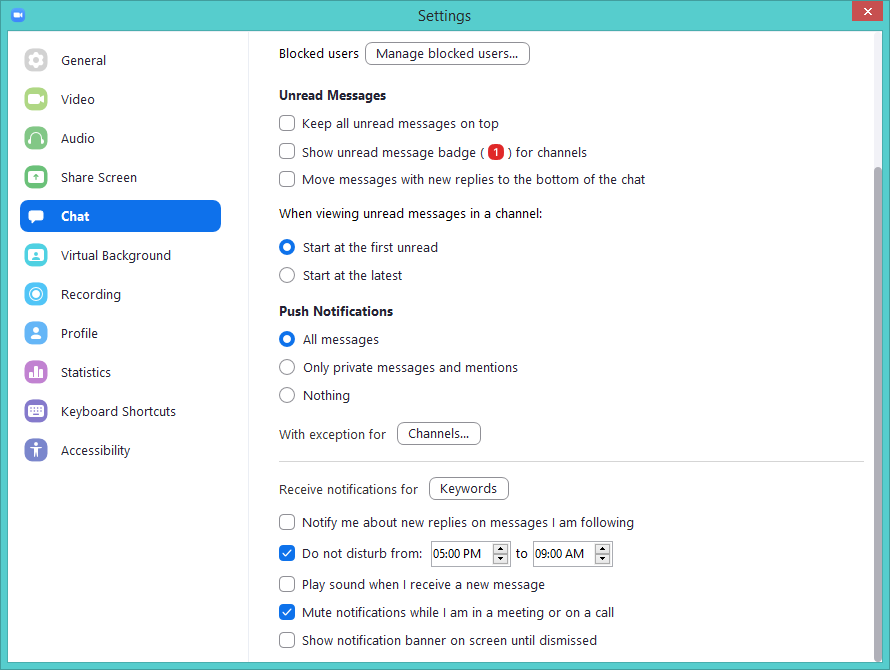 Settings
General
Video
Audio
Share Screen
Chat
Virtual Background
Recording
Profile
Statistics
Keyboard Shortcuts
Accessibility
Blocked users Manage blocked users...
Unread Messages
Keep all unread messages on top
Show unread message badge ( 1 ) for channels
Move messages with new replies to the bottom of the chat
When viewing unread messages in a channel:
Start at the first unread
Start at the latest
Push Notifications
All messages
Only private messages and mentions
Nothing
With exception for Channels...
Receive notifications for Keywords
Notify me about new replies on messages I am following
Do not disturb from: 05:00 PM to 09:00 AM
Play sound when I receive a new message
Mute notifications while I am in a meeting or on a call
Show notification banner on screen until dismissed